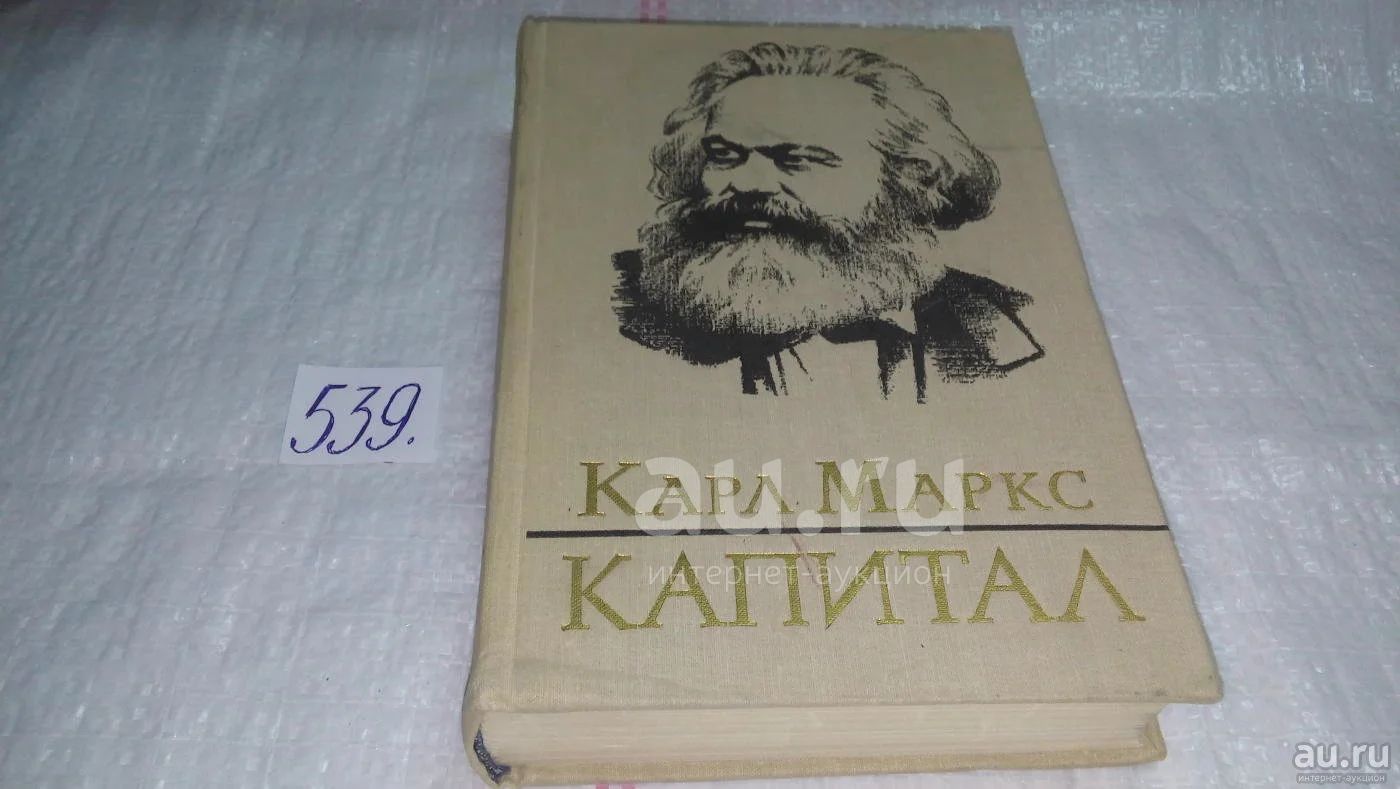 539.
КАРЛ МАРКС
КАПИТАЛ
au.ru
интернет-аукцион
au.ru
интернет-аукцион